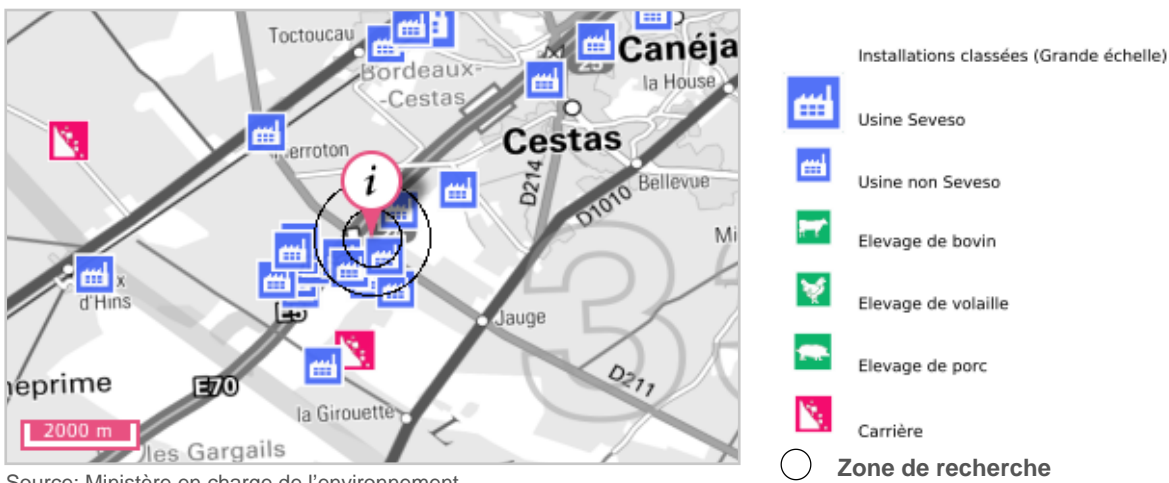 Toctoucau
Canéja
Bordeaux-
-Cestas
la House
Cestas
Pierroton
D214
Bellevue
D1010
Mi
d'Hins
Jauge
E70
D211
la Girouette
2000 m
les Gargails
Source: Ministère en charge de l'environnement
Installations classées (Grande échelle)
Usine Seveso
Usine non Seveso
Elevage de bovin
Elevage de volaille
Elevage de porc
Carrière
Zone de recherche